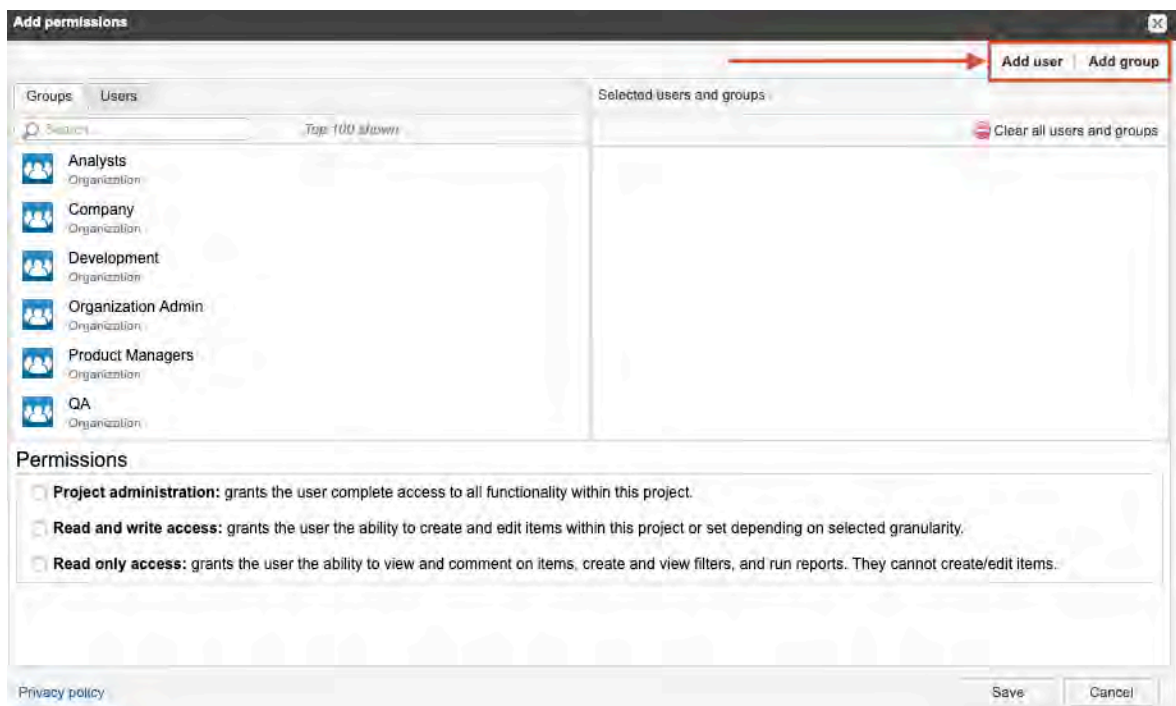 Add permissions
Add user | Add group
Groups Users
Selected users and groups
Search...
Top 100 shown
Clear all users and groups
Analysts
Organization
Company
Organization
Development
Organization
Organization Admin
Organization
Product Managers
Organization
QA
Organization
Permissions
Project administration: grants the user complete access to all functionality within this project.
Read and write access: grants the user the ability to create and edit items within this project or set depending on selected granularity.
Read only access: grants the user the ability to view and comment on items, create and view filters, and run reports. They cannot create/edit items.
Privacy policy
Save Cancel